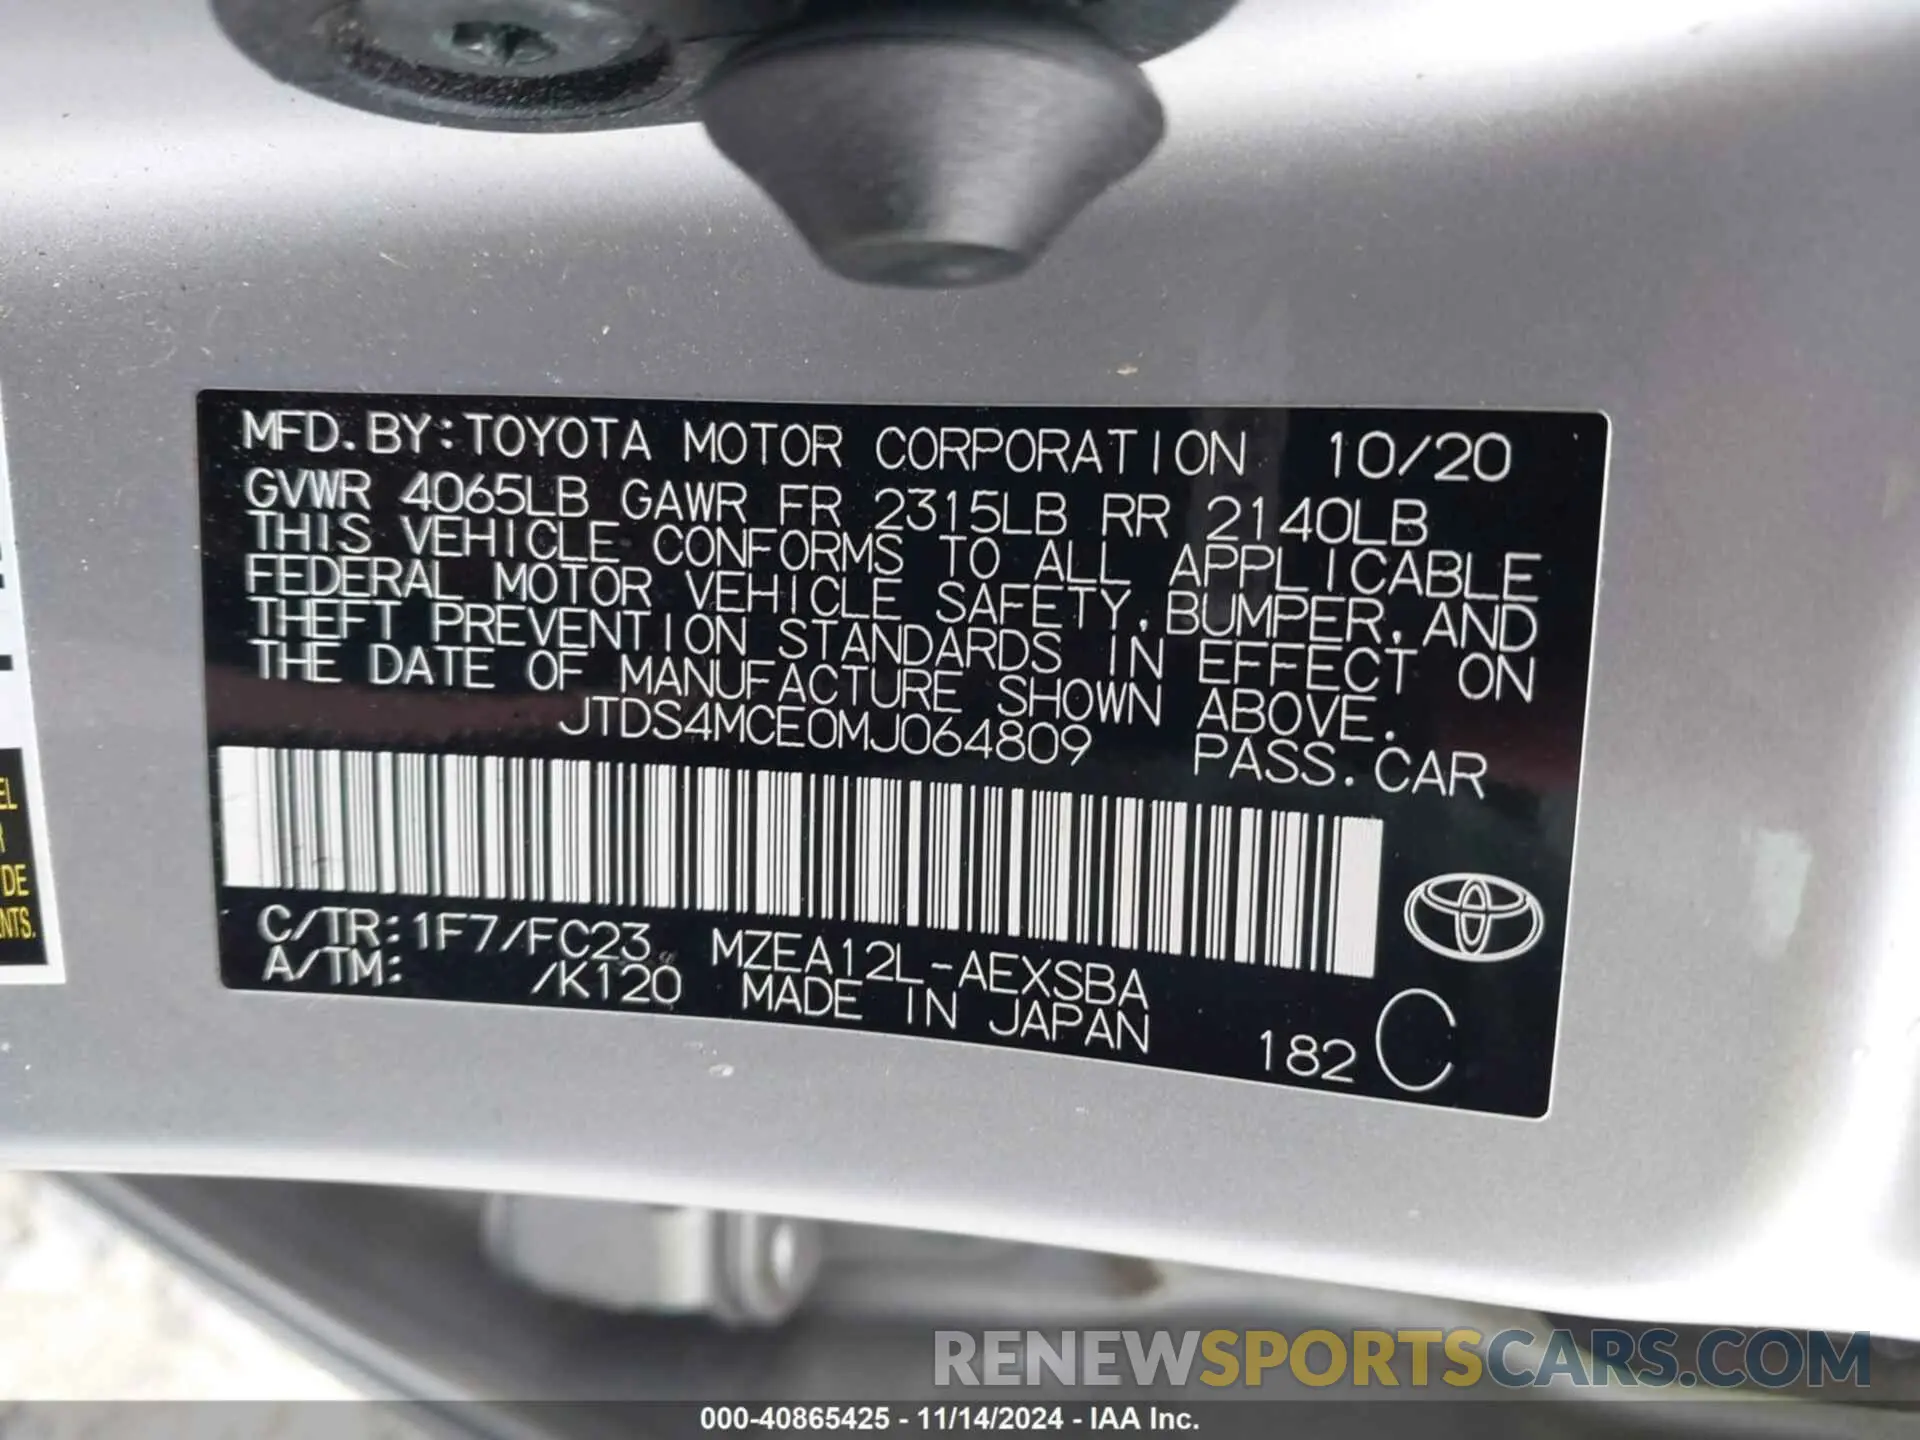 MFD.BY:TOYOTA MOTOR CORPORATION 10/20
GVWR 4065LB GAWR FR 2315LB RR 2140LB
THIS VEHICLE CONFORMS TO ALL APPLICABLE
FEDERAL MOTOR VEHICLE SAFETY, BUMPER, AND
THEFT PREVENTION STANDARDS IN EFFECT ON
THE DATE OF MANUFACTURE SHOWN ABOVE.
JTDS4MCE0MJ064809 PASS.CAR
C/TR:1F7/FC23 MZEA12L-AEXSBA
A/TM: /K120 MADE IN JAPAN
182 C
EL
R
DE
NTS.
RENEWSPORTSCARS.COM
000-40865425 - 11/14/2024 - IAA Inc.